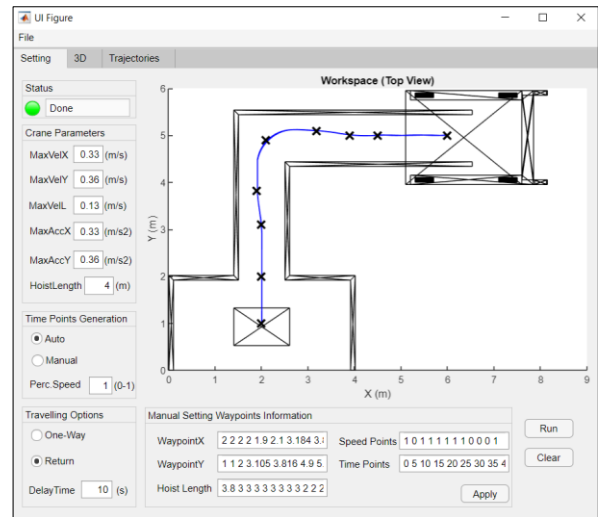 UI Figure
File
Setting 3D Trajectories
Status
Done
Crane Parameters
MaxVelX 0.33 (m/s)
MaxVelY 0.36 (m/s)
MaxVelL 0.13 (m/s)
MaxAccX 0.33 (m/s2)
MaxAccY 0.36 (m/s2)
HoistLength 4 (m)
Time Points Generation
Auto
Manual
Perc.Speed 1 (0-1)
Travelling Options
One-Way
Return
DelayTime 10 (s)
Workspace (Top View)
Y (m)
6
5
4
3
2
1
0
0 1 2 3 4 5 6 7 8 9
X (m)
Manual Setting Waypoints Information
WaypointX 2 2 2 2 1.9 2.1 3.184 3.
WaypointY 1 1 2 3.105 3.816 4.9 5.
Hoist Length 3.8 3 3 3 3 3 3 3 3 2 2 2
Speed Points 1 0 1 1 1 1 1 1 0 0 0 1
Time Points 0 5 10 15 20 25 30 35 4
Apply
Run
Clear